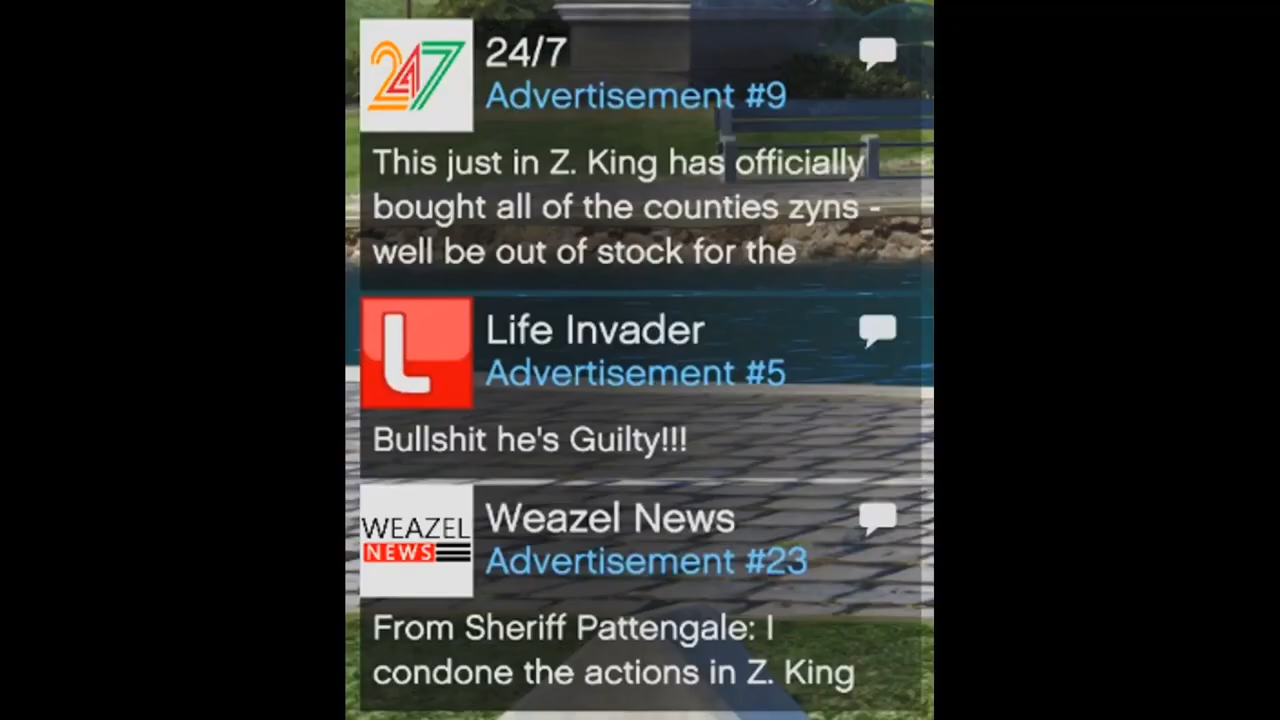 247
24/7
Advertisement #9
This just in Z. King has officially
bought all of the counties zyns -
well be out of stock for the
L
Life Invader
Advertisement #5
Bullshit he's Guilty!!!
WEAZEL
NEWS
Weazel News
Advertisement #23
From Sheriff Pattengale: I
condone the actions in Z. King